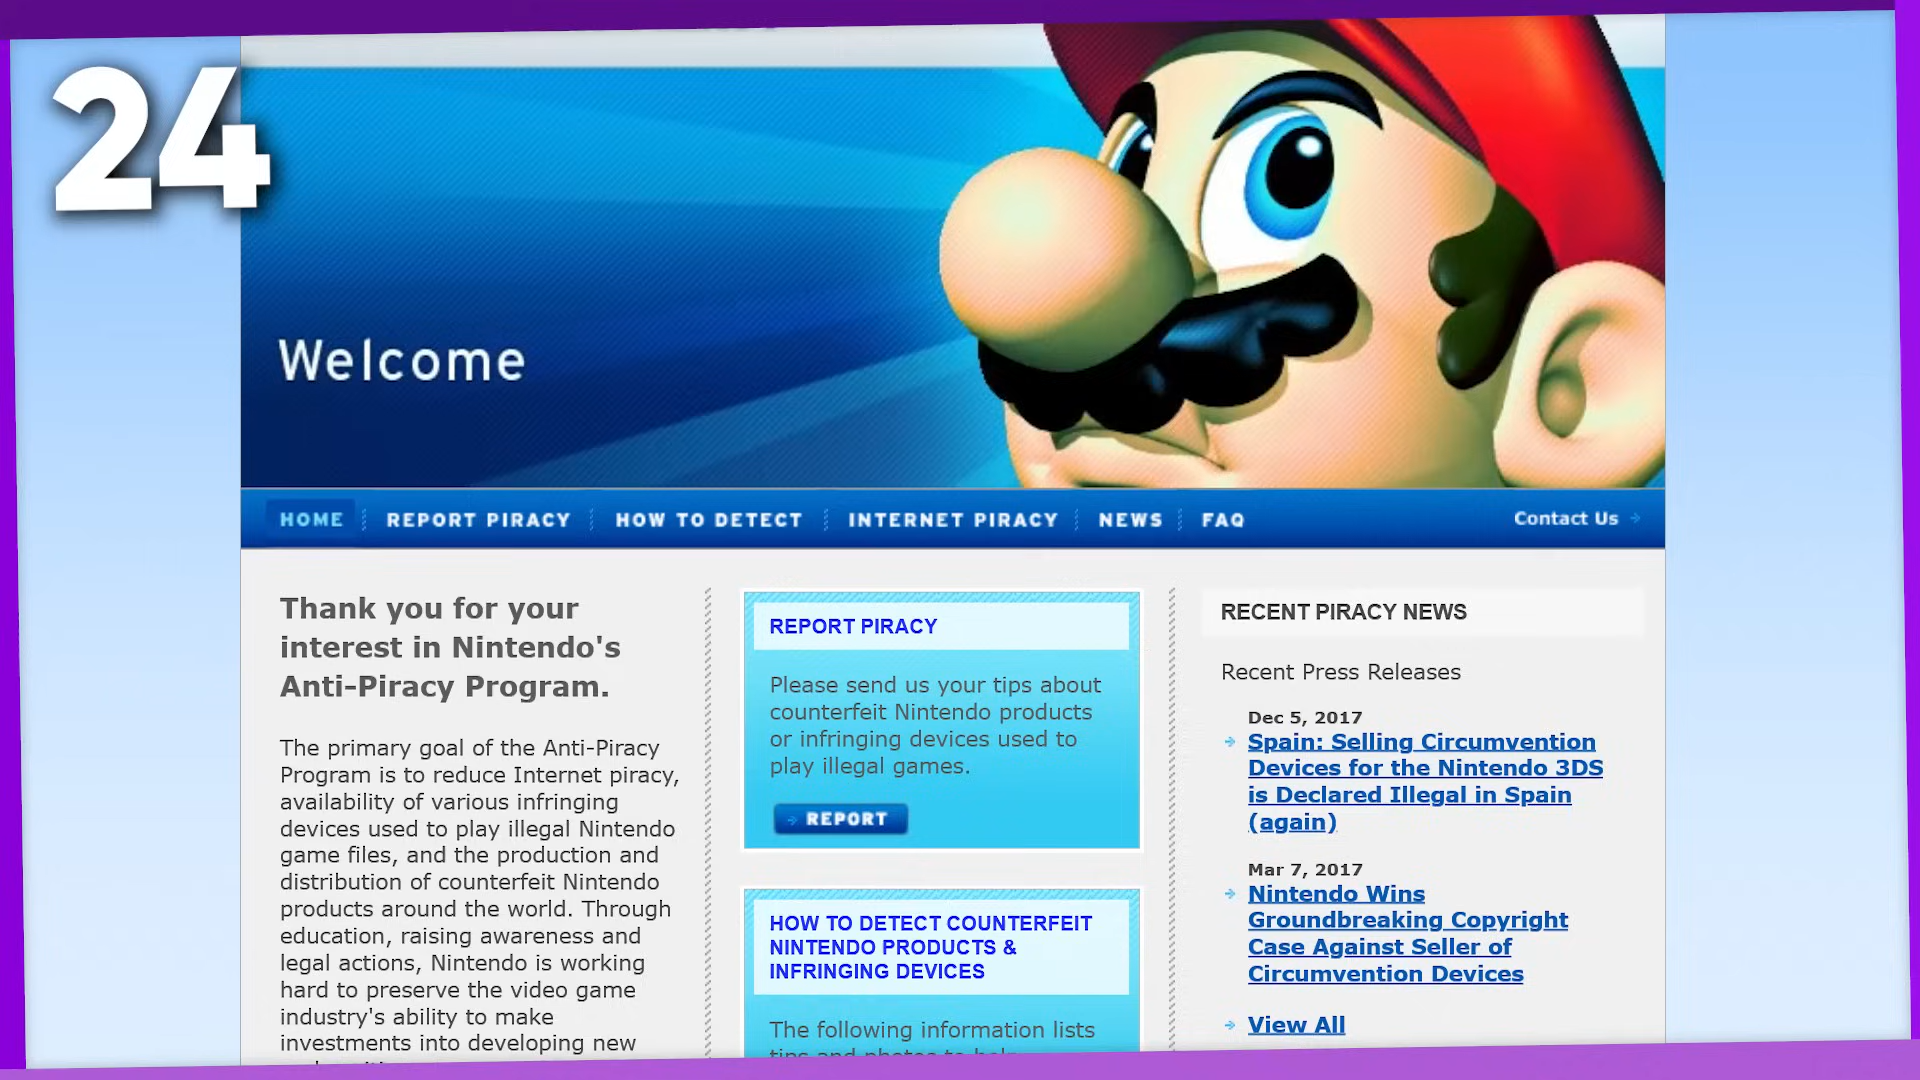 24
Welcome
HOME
REPORT PIRACY
HOW TO DETECT
INTERNET PIRACY
NEWS
FAQ
Contact Us
Thank you for your
interest in Nintendo's
Anti-Piracy Program.
The primary goal of the Anti-Piracy
Program is to reduce Internet piracy,
availability of various infringing
devices used to play illegal Nintendo
game files, and the production and
distribution of counterfeit Nintendo
products around the world. Through
education, raising awareness and
legal actions, Nintendo is working
hard to preserve the video game
industry's ability to make
investments into developing new
REPORT PIRACY
Please send us your tips about
counterfeit Nintendo products
or infringing devices used to
play illegal games.
REPORT
HOW TO DETECT COUNTERFEIT
NINTENDO PRODUCTS &
INFRINGING DEVICES
The following information lists
tips and photos to help
RECENT PIRACY NEWS
Recent Press Releases
Dec 5, 2017
Spain: Selling Circumvention
Devices for the Nintendo 3DS
is Declared Illegal in Spain
(again)
Mar 7, 2017
Nintendo Wins
Groundbreaking Copyright
Case Against Seller of
Circumvention Devices
View All